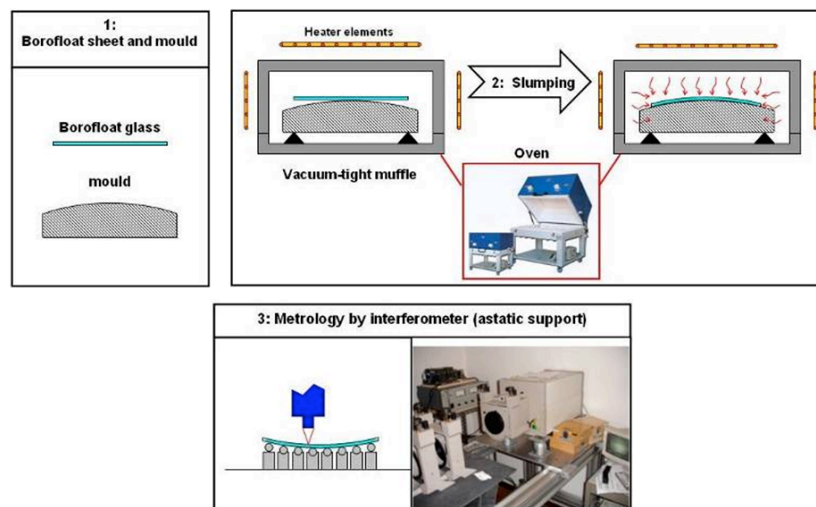 1:
Borofloat sheet and mould
Borofloat glass
mould
Heater elements
2: Slumping
Vacuum-tight muffle
Oven
3: Metrology by interferometer (astatic support)